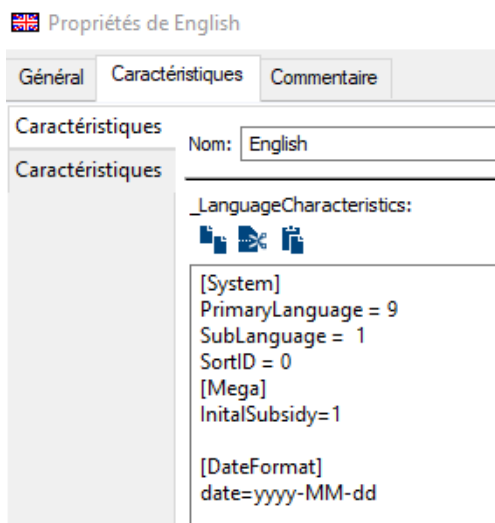 Propriétés de English
Général Caractéristiques Commentaire
Caractéristiques
Caractéristiques
Nom: English
_LanguageCharacteristics:
[System]
PrimaryLanguage = 9
SubLanguage =  1
SortID = 0
[Mega]
InitalSubsidy=1

[DateFormat]
date=yyyy-MM-dd